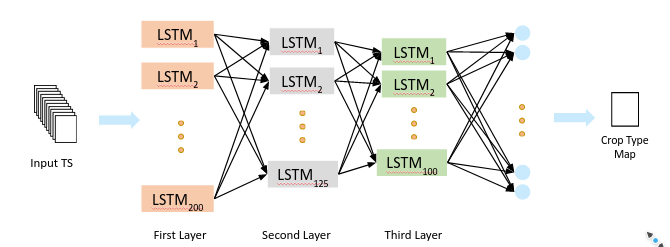 Input TS
LSTM1
LSTM2
LSTM200
First Layer
LSTM1
LSTM2
LSTM125
Second Layer
LSTM1
LSTM2
LSTM100
Third Layer
Crop Type
Map